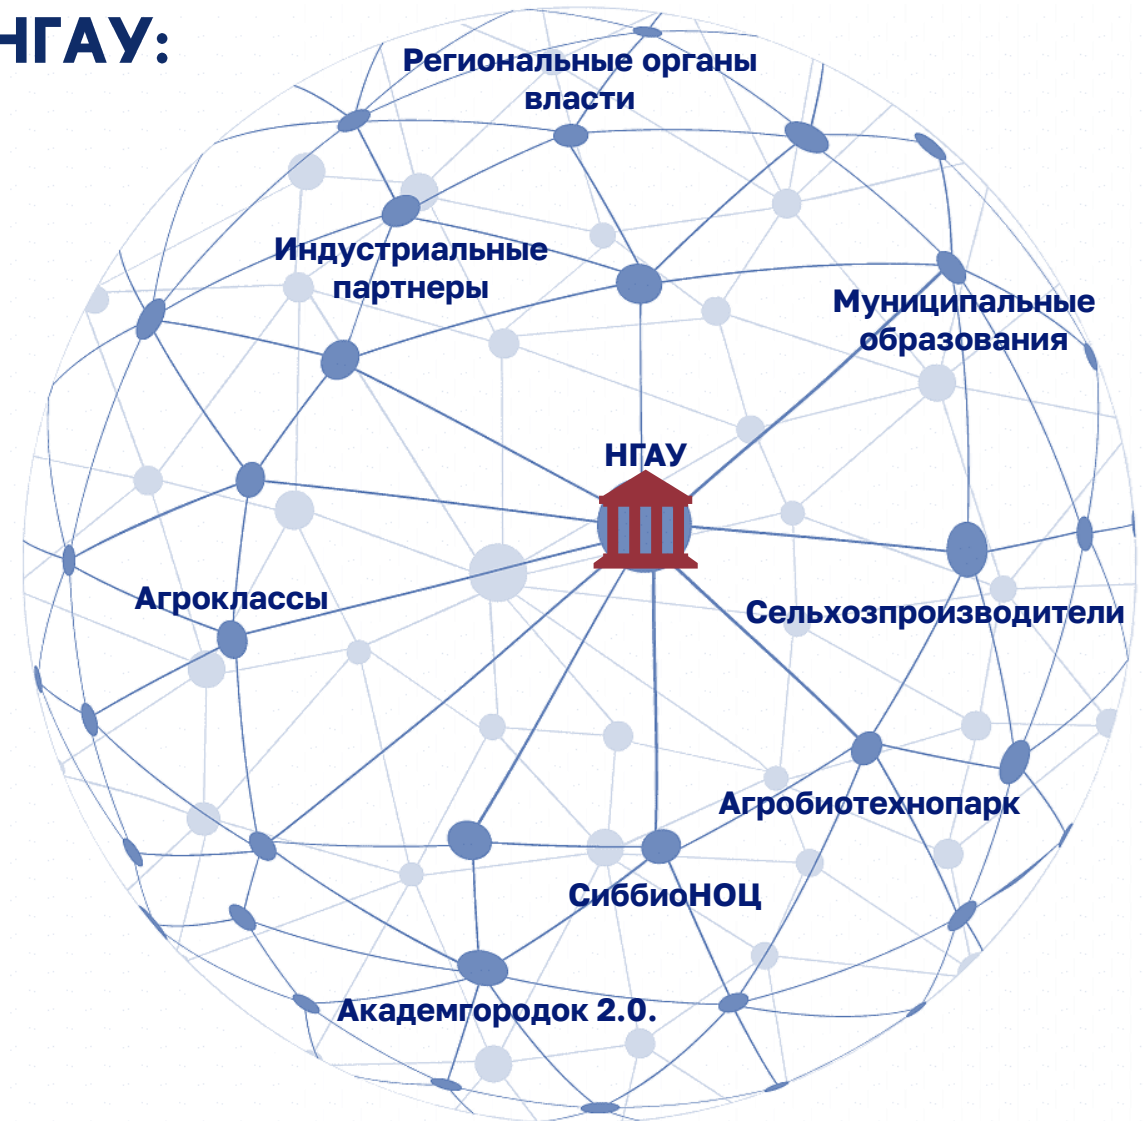 НГАУ:
Региональные органы
власти
Индустриальные
партнеры
Муниципальные
образования
НГАУ
Агроклассы
Сельхозпроизводители
Агробиотехнопарк
СиббиоНОЦ
Академгородок 2.0.